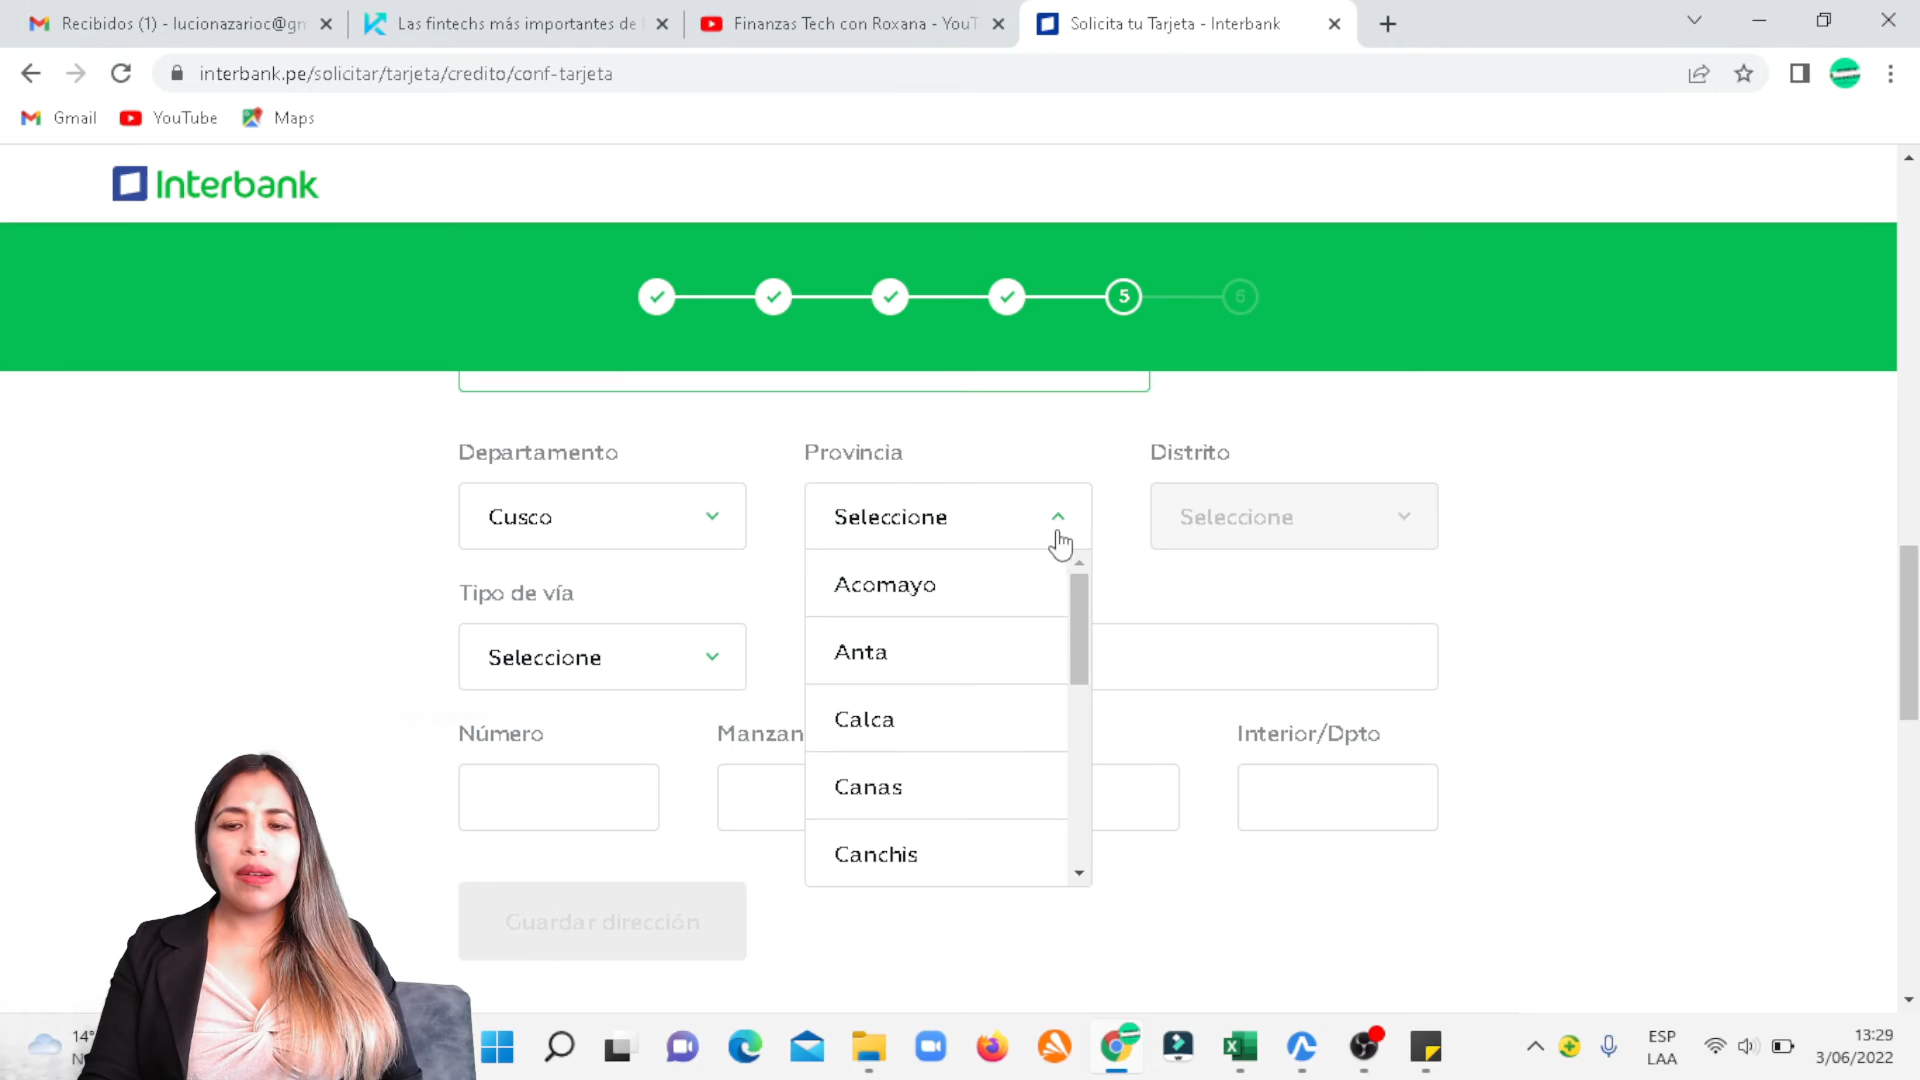 Recibidos (1) - lucionazarioc@gm
Las fintechs más importantes de
Finanzas Tech con Roxana - YouT
Solicita tu Tarjeta - Interbank
interbank.pe/solicitar/tarjeta/credito/conf-tarjeta
Gmail
YouTube
Maps
Interbank
5
6
Departamento
Provincia
Distrito
Cusco
Seleccione
Seleccione
Acomayo
Tipo de vía
Anta
Seleccione
Calca
Número
Manzan
Interior/Dpto
Canas
Canchis
Guardar dirección
14°
ESP
LAA
13:29
3/06/2022